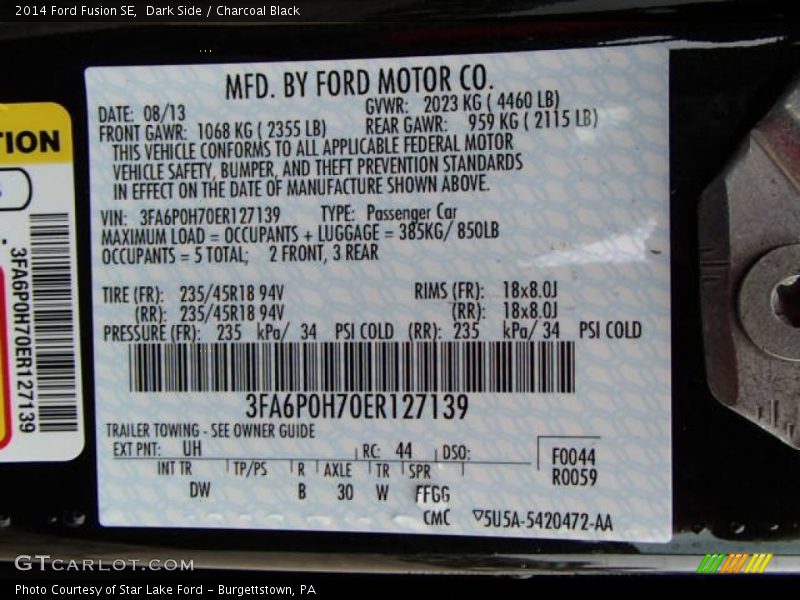 2014 Ford Fusion SE, Dark Side / Charcoal Black
MFD. BY FORD MOTOR CO.
DATE: 08/13 GVWR: 2023 KG ( 4460 LB)
FRONT GAWR: 1068 KG ( 2355 LB) REAR GAWR: 959 KG ( 2115 LB)
THIS VEHICLE CONFORMS TO ALL APPLICABLE FEDERAL MOTOR
VEHICLE SAFETY, BUMPER, AND THEFT PREVENTION STANDARDS
IN EFFECT ON THE DATE OF MANUFACTURE SHOWN ABOVE.
VIN: 3FA6P0H70ER127139 TYPE: Passenger Car
MAXIMUM LOAD = OCCUPANTS + LUGGAGE = 385KG/ 850LB
OCCUPANTS = 5 TOTAL; 2 FRONT, 3 REAR
TIRE (FR): 235/45R18 94V RIMS (FR): 18x8.0J
(RR): 235/45R18 94V (RR): 18x8.0J
PRESSURE (FR): 235 kPa/ 34 PSI COLD (RR): 235 kPa/ 34 PSI COLD
3FA6P0H70ER127139
TRAILER TOWING - SEE OWNER GUIDE
EXT PNT: UH RC: 44 DSO: F0044
INT TR TP/PS R AXLE TR SPR R0059
DW B 30 W FFGG
CMC 5U5A-5420472-AA
TION
3FA6P0H70ER127139
GTCARLOT.COM
Photo Courtesy of Star Lake Ford - Burgettstown, PA